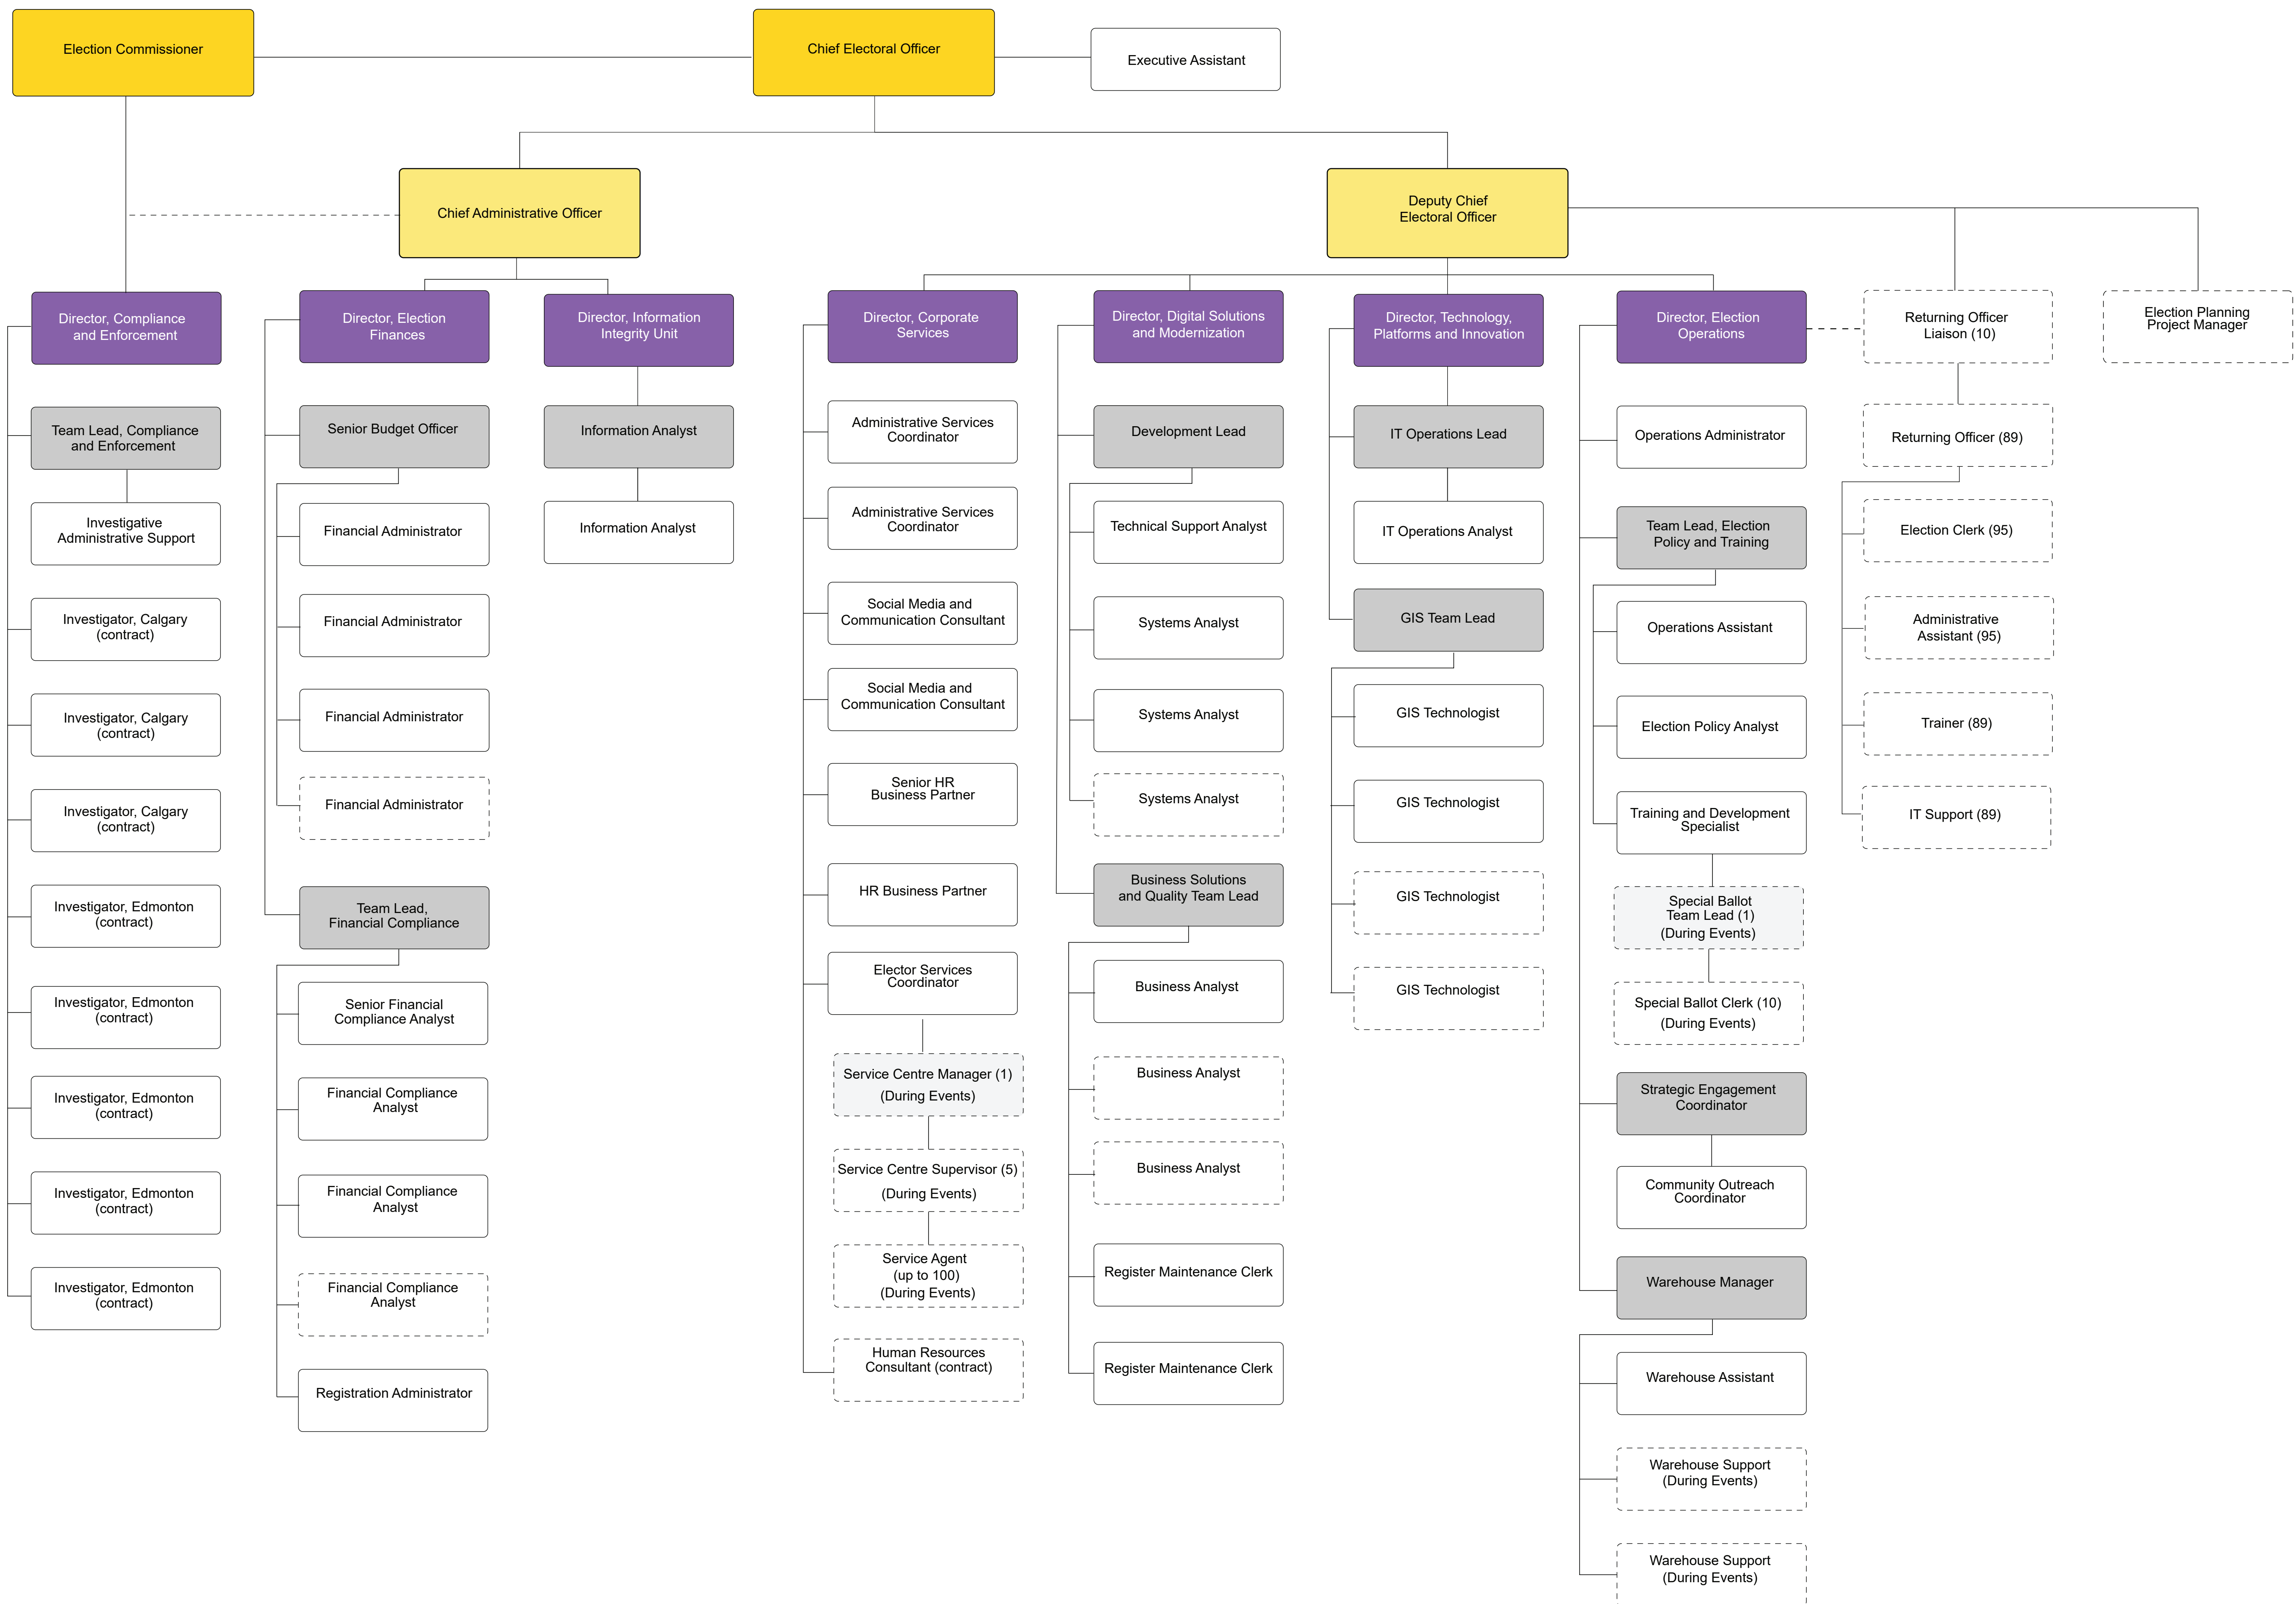 Election Commissioner
Chief Electoral Officer
Executive Assistant
Chief Administrative Officer
Deputy Chief
Electoral Officer
Director, Compliance
and Enforcement
Team Lead, Compliance
and Enforcement
Investigative
Administrative Support
Investigator, Calgary
(contract)
Investigator, Calgary
(contract)
Investigator, Calgary
(contract)
Investigator, Edmonton
(contract)
Investigator, Edmonton
(contract)
Investigator, Edmonton
(contract)
Investigator, Edmonton
(contract)
Investigator, Edmonton
(contract)
Director, Election
Finances
Senior Budget Officer
Financial Administrator
Financial Administrator
Financial Administrator
Financial Administrator
Team Lead,
Financial Compliance
Senior Financial
Compliance Analyst
Financial Compliance
Analyst
Financial Compliance
Analyst
Financial Compliance
Analyst
Registration Administrator
Director, Information
Integrity Unit
Information Analyst
Information Analyst
Director, Corporate
Services
Administrative Services
Coordinator
Administrative Services
Coordinator
Social Media and
Communication Consultant
Social Media and
Communication Consultant
Senior HR
Business Partner
HR Business Partner
Elector Services
Coordinator
Service Centre Manager (1)
(During Events)
Service Centre Supervisor (5)
(During Events)
Service Agent
(up to 100)
(During Events)
Human Resources
Consultant (contract)
Director, Digital Solutions
and Modernization
Development Lead
Technical Support Analyst
Systems Analyst
Systems Analyst
Systems Analyst
Business Solutions
and Quality Team Lead
Business Analyst
Business Analyst
Business Analyst
Register Maintenance Clerk
Register Maintenance Clerk
Director, Technology,
Platforms and Innovation
IT Operations Lead
IT Operations Analyst
GIS Team Lead
GIS Technologist
GIS Technologist
GIS Technologist
GIS Technologist
Director, Election
Operations
Operations Administrator
Team Lead, Election
Policy and Training
Operations Assistant
Election Policy Analyst
Training and Development
Specialist
Special Ballot
Team Lead (1)
(During Events)
Special Ballot Clerk (10)
(During Events)
Strategic Engagement
Coordinator
Community Outreach
Coordinator
Warehouse Manager
Warehouse Assistant
Warehouse Support
(During Events)
Warehouse Support
(During Events)
Returning Officer
Liaison (10)
Returning Officer (89)
Election Clerk (95)
Administrative
Assistant (95)
Trainer (89)
IT Support (89)
Election Planning
Project Manager